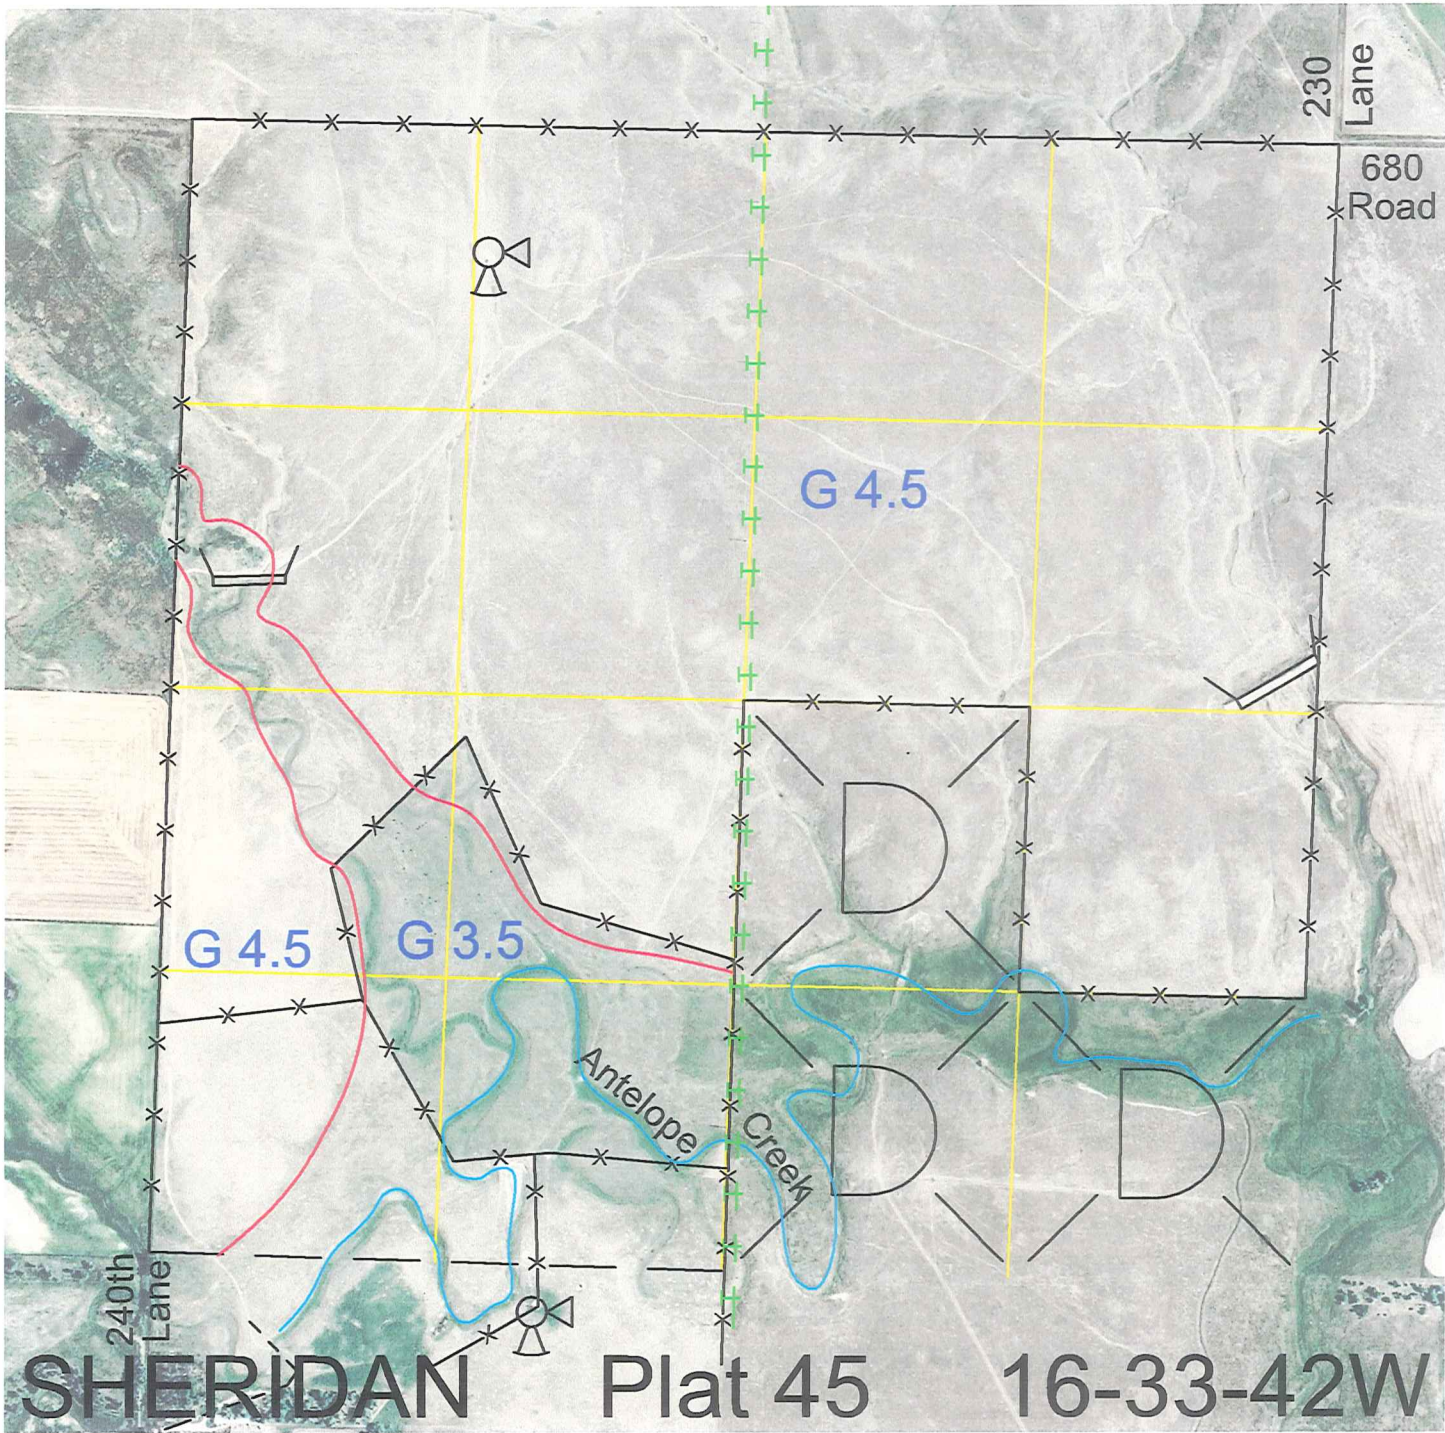 230
Lane
680
Road
G 4.5
G 4.5
G 3.5
Antelope
Creek
240th
Lane
SHERIDAN Plat 45 16-33-42W